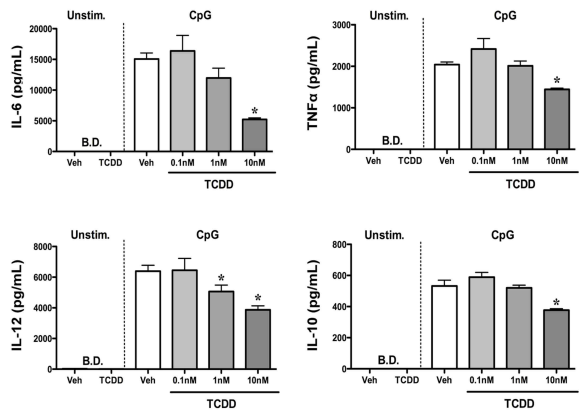 Unstim. CpG
IL-6 (pg/mL)
20000
15000
10000
5000
0
B.D.
*
Veh TCDD Veh 0.1nM 1nM 10nM
TCDD
Unstim. CpG
TNFα (pg/mL)
3000
2000
1000
0
B.D.
*
Veh TCDD Veh 0.1nM 1nM 10nM
TCDD
Unstim. CpG
IL-12 (pg/mL)
8000
6000
4000
2000
0
B.D.
* *
Veh TCDD Veh 0.1nM 1nM 10nM
TCDD
Unstim. CpG
IL-10 (pg/mL)
800
600
400
200
0
B.D.
*
Veh TCDD Veh 0.1nM 1nM 10nM
TCDD